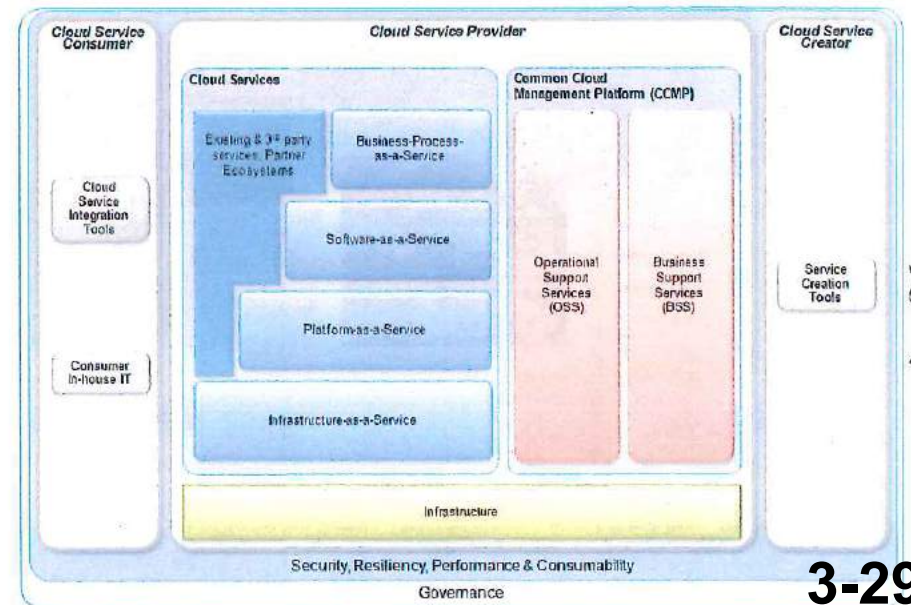 Cloud Service
Consumer
Cloud Service Provider
Cloud Service
Creator
Cloud Services
Common Cloud
Management Platform (CCMP)
Existing & 3rd party
services, Partner
Ecosystems
Business-Process-
as-a-Service
Cloud
Service
Integration
Tools
Software-as-a-Service
Operational
Support
Services
(OSS)
Business
Support
Services
(BSS)
Service
Creation
Tools
Platform-as-a-Service
Consumer
In-house IT
Infrastructure-as-a-Service
Infrastructure
Security, Resiliency, Performance & Consumability
Governance
3-29